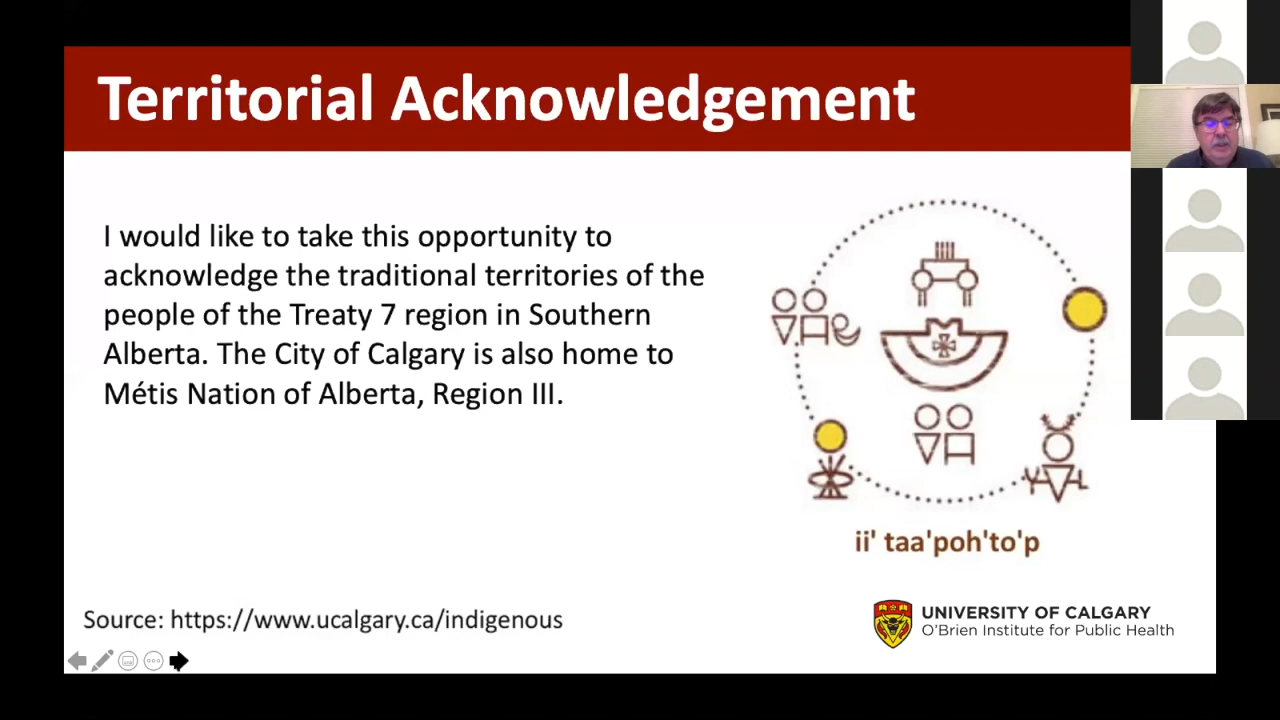 Territorial Acknowledgement
I would like to take this opportunity to
acknowledge the traditional territories of the
people of the Treaty 7 region in Southern
Alberta. The City of Calgary is also home to
Métis Nation of Alberta, Region III.
ii' taa'poh'to'p
Source: https://www.ucalgary.ca/indigenous
UNIVERSITY OF CALGARY
O'Brien Institute for Public Health